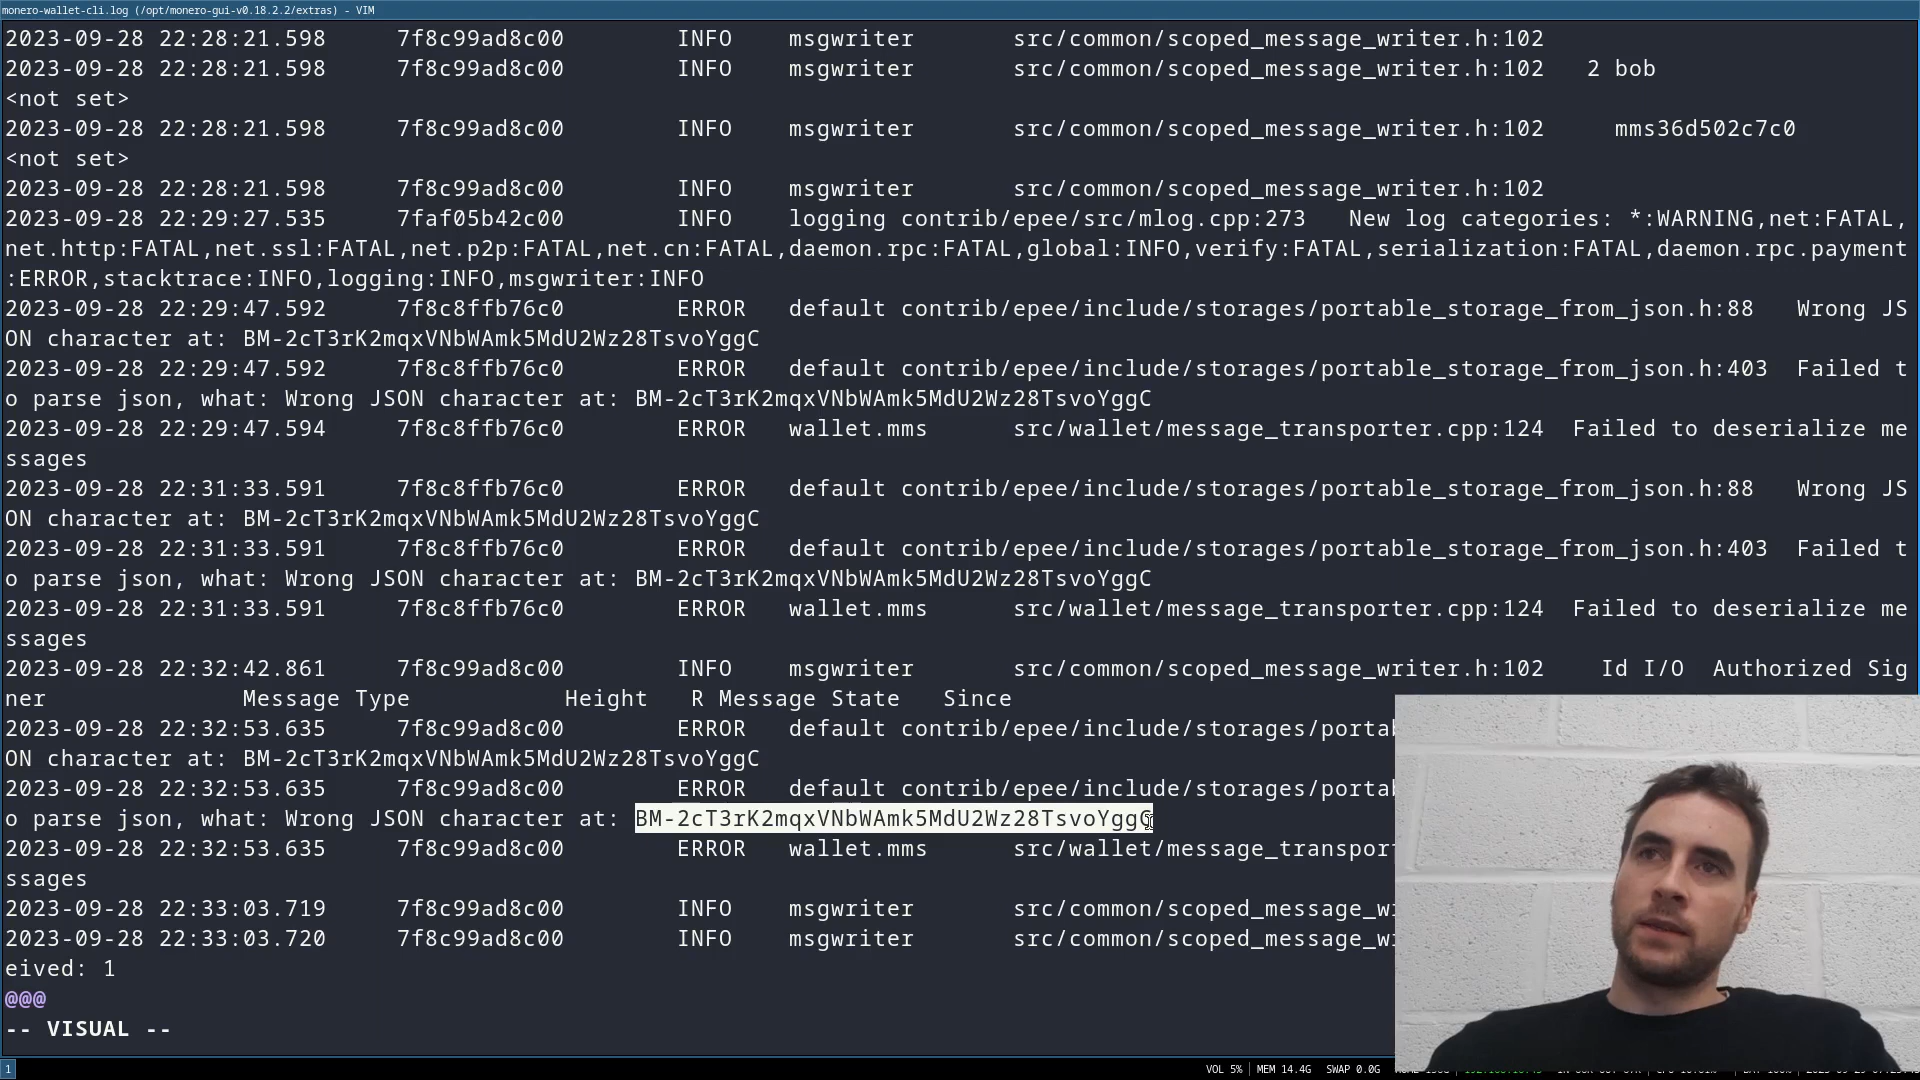 monero-wallet-cli.log (/opt/monero-gui-v0.18.2.2/extras) - VIM
2023-09-28 22:28:21.598 7f8c99ad8c00 INFO msgwriter src/common/scoped_message_writer.h:102
2023-09-28 22:28:21.598 7f8c99ad8c00 INFO msgwriter src/common/scoped_message_writer.h:102 2 bob
<not set>
2023-09-28 22:28:21.598 7f8c99ad8c00 INFO msgwriter src/common/scoped_message_writer.h:102 mms36d502c7c0
<not set>
2023-09-28 22:28:21.598 7f8c99ad8c00 INFO msgwriter src/common/scoped_message_writer.h:102
2023-09-28 22:29:27.535 7faf05b42c00 INFO logging contrib/epee/src/mlog.cpp:273 New log categories: *:WARNING,net:FATAL,
net.http:FATAL,net.ssl:FATAL,net.p2p:FATAL,net.cn:FATAL,daemon.rpc:FATAL,global:INFO,verify:FATAL,serialization:FATAL,daemon.rpc.payment
:ERROR,stacktrace:INFO,logging:INFO,msgwriter:INFO
2023-09-28 22:29:47.592 7f8c8ffb76c0 ERROR default contrib/epee/include/storages/portable_storage_from_json.h:88 Wrong JS
ON character at: BM-2cT3rK2mqxVNbWAmk5MdU2Wz28TsvoYggC
2023-09-28 22:29:47.592 7f8c8ffb76c0 ERROR default contrib/epee/include/storages/portable_storage_from_json.h:403 Failed t
o parse json, what: Wrong JSON character at: BM-2cT3rK2mqxVNbWAmk5MdU2Wz28TsvoYggC
2023-09-28 22:29:47.594 7f8c8ffb76c0 ERROR wallet.mms src/wallet/message_transporter.cpp:124 Failed to deserialize me
ssages
2023-09-28 22:31:33.591 7f8c8ffb76c0 ERROR default contrib/epee/include/storages/portable_storage_from_json.h:88 Wrong JS
ON character at: BM-2cT3rK2mqxVNbWAmk5MdU2Wz28TsvoYggC
2023-09-28 22:31:33.591 7f8c8ffb76c0 ERROR default contrib/epee/include/storages/portable_storage_from_json.h:403 Failed t
o parse json, what: Wrong JSON character at: BM-2cT3rK2mqxVNbWAmk5MdU2Wz28TsvoYggC
2023-09-28 22:31:33.591 7f8c8ffb76c0 ERROR wallet.mms src/wallet/message_transporter.cpp:124 Failed to deserialize me
ssages
2023-09-28 22:32:42.861 7f8c99ad8c00 INFO msgwriter src/common/scoped_message_writer.h:102 Id I/O Authorized Sig
ner Message Type Height R Message State Since
2023-09-28 22:32:53.635 7f8c99ad8c00 ERROR default contrib/epee/include/storages/porta
ON character at: BM-2cT3rK2mqxVNbWAmk5MdU2Wz28TsvoYggC
2023-09-28 22:32:53.635 7f8c99ad8c00 ERROR default contrib/epee/include/storages/porta
o parse json, what: Wrong JSON character at: BM-2cT3rK2mqxVNbWAmk5MdU2Wz28TsvoYggC
2023-09-28 22:32:53.635 7f8c99ad8c00 ERROR wallet.mms src/wallet/message_transpor
ssages
2023-09-28 22:33:03.719 7f8c99ad8c00 INFO msgwriter src/common/scoped_message_w
2023-09-28 22:33:03.720 7f8c99ad8c00 INFO msgwriter src/common/scoped_message_w
eived: 1
@@@
-- VISUAL --
1 VOL 5% MEM 14.4G SWAP 0.0G